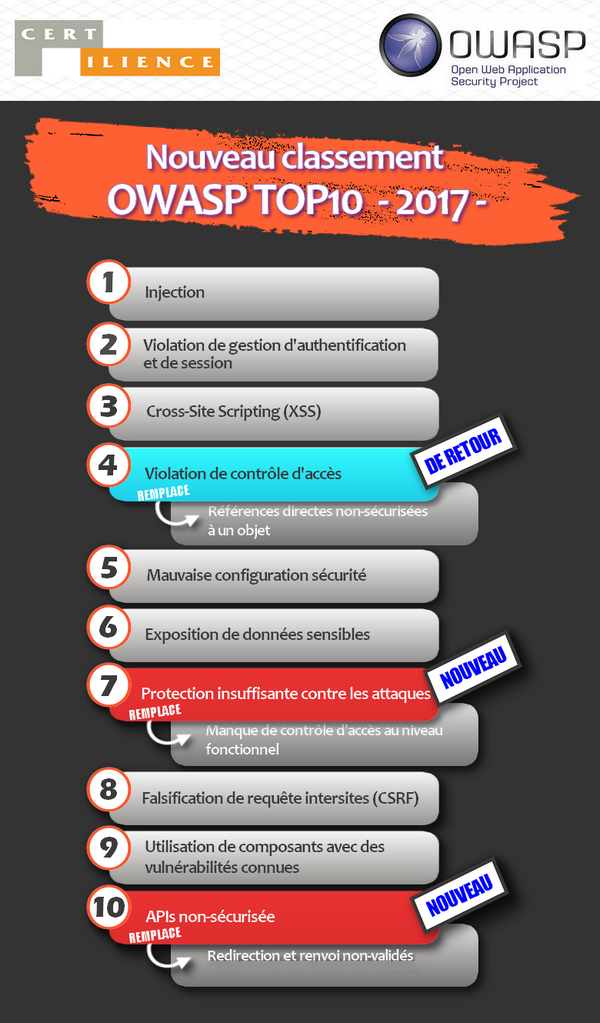 CERT
ILIENCE
OWASP
Open Web Application
Security Project
Nouveau classement
OWASP TOP10 - 2017 -
1
Injection
2
Violation de gestion d'authentification
et de session
3
Cross-Site Scripting (XSS)
4
Violation de contrôle d'accès
DE RETOUR
REMPLACE
Références directes non-sécurisées
à un objet
5
Mauvaise configuration sécurité
6
Exposition de données sensibles
7
Protection insuffisante contre les attaques
NOUVEAU
REMPLACE
Manque de contrôle d'accès au niveau
fonctionnel
8
Falsification de requête intersites (CSRF)
9
Utilisation de composants avec des
vulnérabilités connues
10
APIs non-sécurisée
NOUVEAU
REMPLACE
Redirection et renvoi non-validés